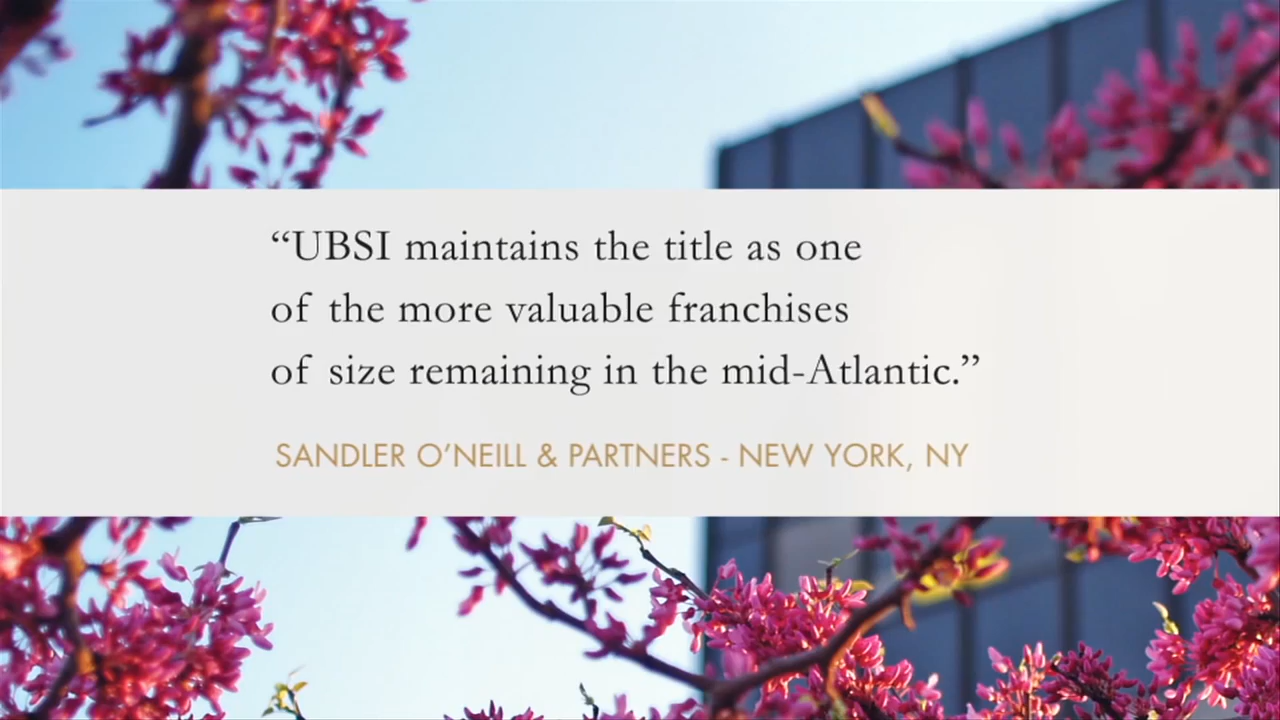 “UBSI maintains the title as one
of the more valuable franchises
of size remaining in the mid-Atlantic.”
SANDLER O’NEILL & PARTNERS - NEW YORK, NY